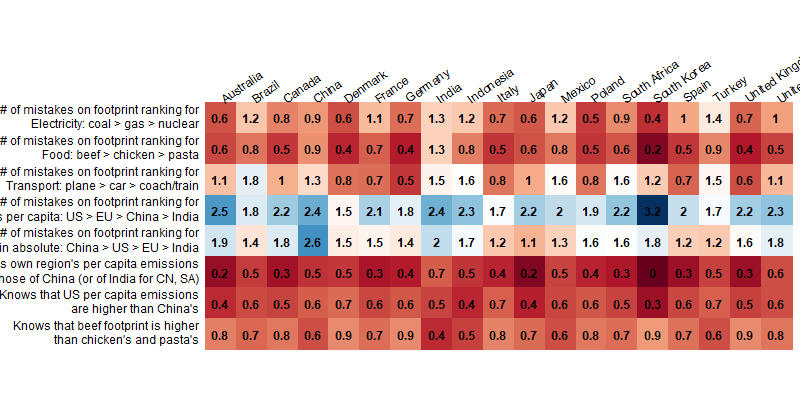 Australia Brazil Canada China Denmark France Germany India Indonesia Italy Japan Mexico Poland South Africa South Korea Spain Turkey United King Unite
# of mistakes on footprint ranking for
Electricity: coal > gas > nuclear
0.6 1.2 0.8 0.9 0.6 1.1 0.7 1.3 1.2 0.7 0.6 1.2 0.5 0.9 0.4 1 1.4 0.7 1
# of mistakes on footprint ranking for
Food: beef > chicken > pasta
0.6 0.8 0.5 0.9 0.4 0.7 0.4 1.3 0.8 0.5 0.6 0.8 0.5 0.6 0.2 0.5 0.9 0.4 0.5
# of mistakes on footprint ranking for
Transport: plane > car > coach/train
1.1 1.8 1 1.3 0.8 0.7 0.5 1.5 1.6 0.8 1 1.6 0.8 1.6 1.2 0.7 1.5 0.6 1.1
# of mistakes on footprint ranking for
s per capita: US > EU > China > India
2.5 1.8 2.2 2.4 1.5 2.1 1.8 2.4 2.3 1.7 2.2 2 1.9 2.2 3.2 2 1.7 2.2 2.3
# of mistakes on footprint ranking for
in absolute: China > US > EU > India
1.9 1.4 1.8 2.6 1.5 1.5 1.4 2 1.7 1.2 1.1 1.3 1.6 1.6 1.8 1.2 1.2 1.6 1.8
s own region's per capita emissions
hose of China (or of India for CN, SA)
0.2 0.5 0.3 0.5 0.5 0.3 0.4 0.7 0.5 0.4 0.2 0.5 0.4 0.3 0 0.3 0.5 0.3 0.6
Knows that US per capita emissions
are higher than China's
0.4 0.6 0.5 0.6 0.7 0.6 0.6 0.5 0.4 0.7 0.4 0.6 0.6 0.5 0.3 0.6 0.7 0.5 0.6
Knows that beef footprint is higher
than chicken's and pasta's
0.8 0.7 0.8 0.6 0.9 0.7 0.9 0.4 0.5 0.8 0.7 0.6 0.8 0.7 0.9 0.7 0.6 0.9 0.8